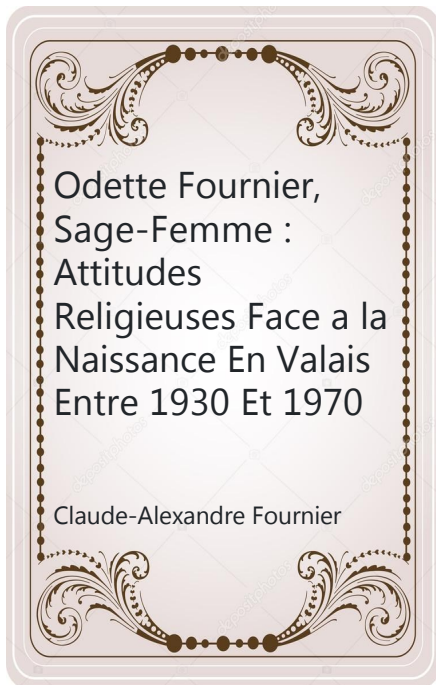 Odette Fournier,
Sage-Femme :
Attitudes
Religieuses Face a la
Naissance En Valais
Entre 1930 Et 1970
Claude-Alexandre Fournier